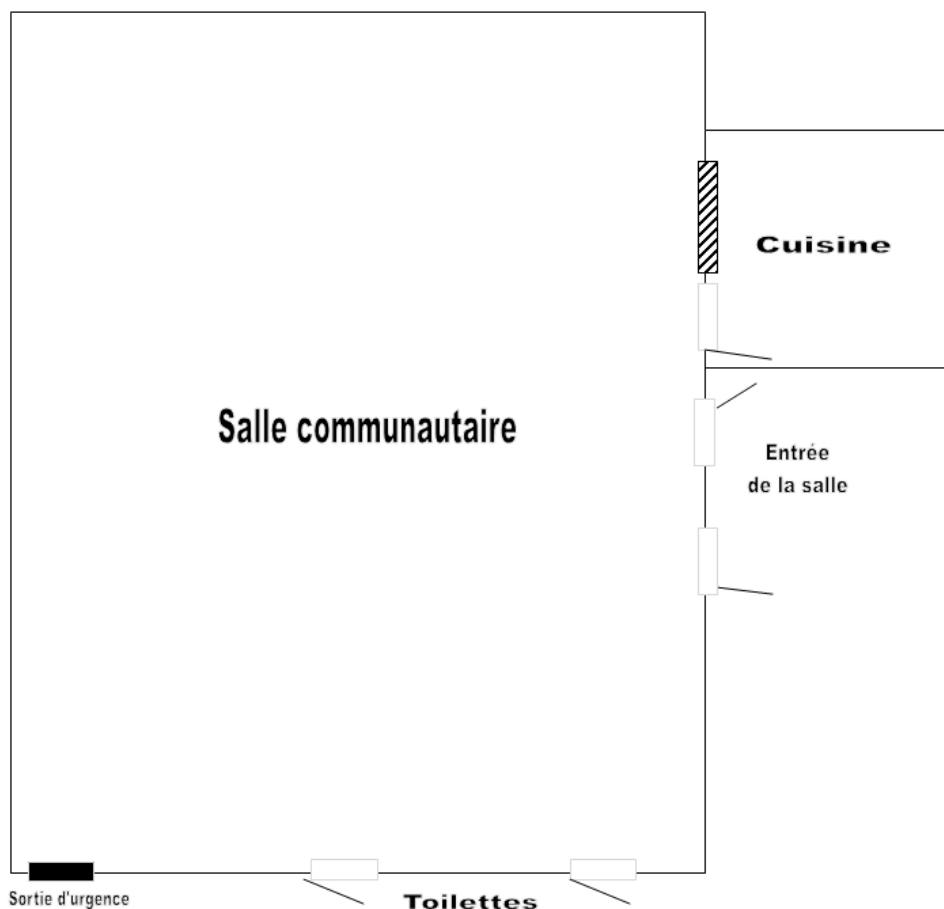 Cuisine
Salle communautaire
Entrée
de la salle
Sortie d'urgence
Toilettes